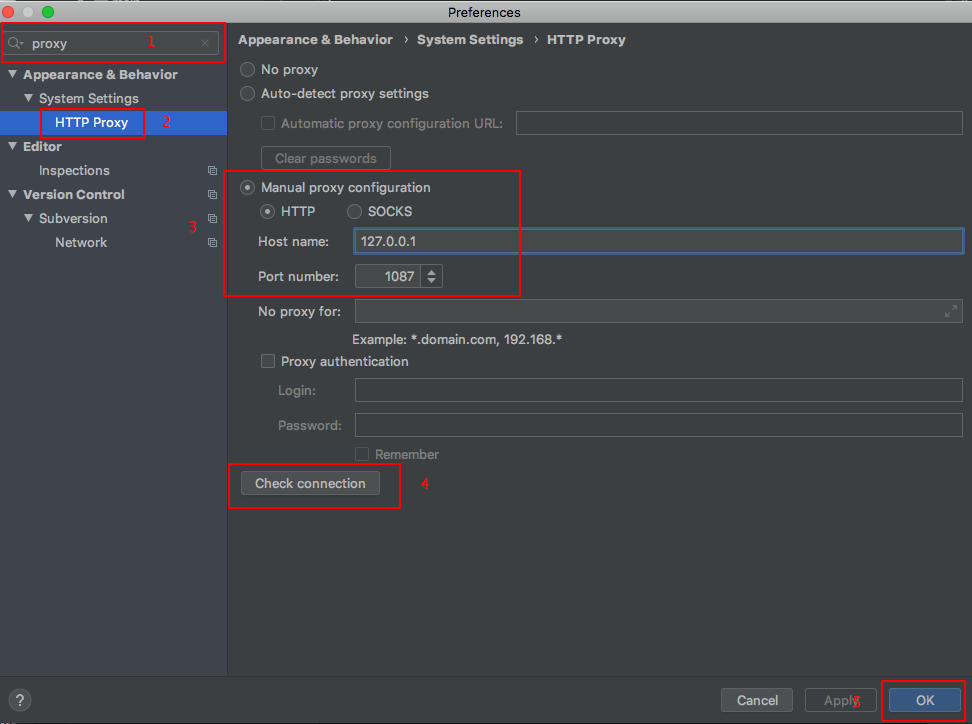 Preferences
proxy 1
Appearance & Behavior
System Settings
HTTP Proxy 2
Editor
Inspections
Version Control
Subversion
Network
Appearance & Behavior › System Settings › HTTP Proxy
No proxy
Auto-detect proxy settings
Automatic proxy configuration URL:
Clear passwords
Manual proxy configuration
HTTP SOCKS
3
Host name: 127.0.0.1
Port number: 1087
No proxy for:
Example: *.domain.com, 192.168.*
Proxy authentication
Login:
Password:
Remember
Check connection 4
? Cancel Apply 5 OK